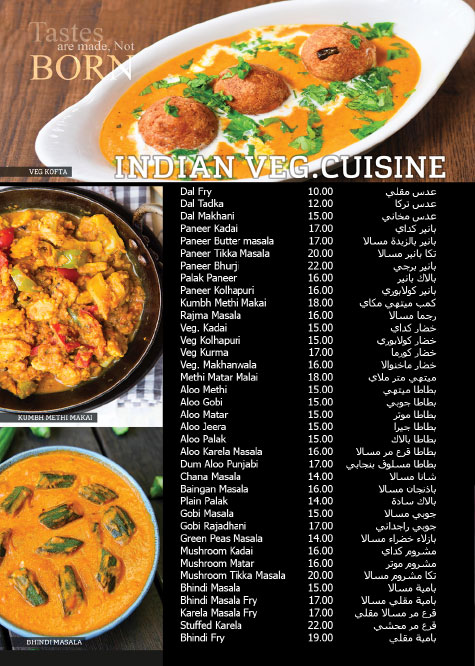 Tastes
are made, Not
BORN
VEG KOFTA
INDIAN VEG.CUISINE
Dal Fry 10.00 عدس مقلي
Dal Tadka 12.00 عدس تركا
Dal Makhani 15.00 عدس مخاني
Paneer Kadai 17.00 بانير كداي
Paneer Butter masala 17.00 بانير بالزبدة مسالا
Paneer Tikka Masala 20.00 تكا بانير مسالا
Paneer Bhurji 22.00 بانير برجي
Palak Paneer 16.00 بالاك بانير
Paneer Kolhapuri 16.00 بانير كولابوري
Kumbh Methi Makai 18.00 كمب ميتهي مكاي
Rajma Masala 16.00 رجما مسالا
Veg. Kadai 15.00 خضار كداي
Veg Kolhapuri 15.00 خضار كولابوري
Veg Kurma 17.00 خضار كورما
Veg. Makhanwala 16.00 خضار ماخنوالا
Methi Matar Malai 18.00 ميتهي متر ملاي
Aloo Methi 15.00 بطاطا ميتهي
Aloo Gobi 15.00 بطاطا جوبي
Aloo Matar 15.00 بطاطا موتر
Aloo Jeera 15.00 بطاطا جيرا
Aloo Palak 15.00 بطاطا بالاك
Aloo Karela Masala 16.00 بطاطا قرع مر مسالا
Dum Aloo Punjabi 17.00 بطاطا مسلوق بنجابي
Chana Masala 14.00 شانا مسالا
Baingan Masala 16.00 باذنجان مسالا
Plain Palak 14.00 بالاك سادة
Gobi Masala 15.00 جوبي مسالا
Gobi Rajadhani 17.00 جوبي راجداني
Green Peas Masala 14.00 بازلاء خضراء مسالا
Mushroom Kadai 16.00 مشروم كداي
Mushroom Matar 16.00 مشروم موتر
Mushroom Tikka Masala 20.00 تكا مشروم مسالا
Bhindi Masala 15.00 بامية مسالا
Bhindi Masala Fry 17.00 بامية مقلي مسالا
Karela Masala Fry 17.00 قرع مر مسالا مقلي
Stuffed Karela 22.00 قرع مر محشي
Bhindi Fry 19.00 بامية مقلي
KUMBH METHI MAKAI
BHINDI MASALA